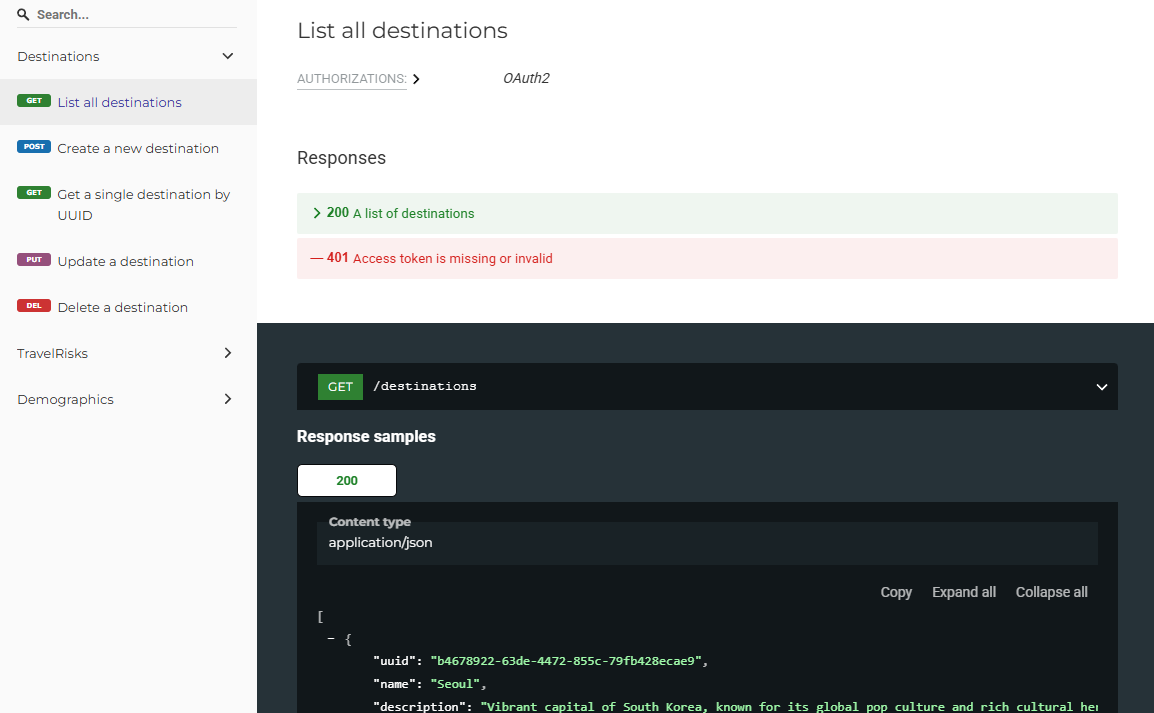 Search...
Destinations
GET List all destinations
POST Create a new destination
GET Get a single destination by
UUID
PUT Update a destination
DEL Delete a destination
TravelRisks
Demographics
List all destinations
AUTHORIZATIONS: OAuth2
Responses
200 A list of destinations
401 Access token is missing or invalid
GET /destinations
Response samples
200
Content type
application/json
Copy Expand all Collapse all
[
− {
"uuid": "b4678922-63de-4472-855c-79fb428ecae9",
"name": "Seoul",
"description": "Vibrant capital of South Korea, known for its global pop culture and rich cultural her